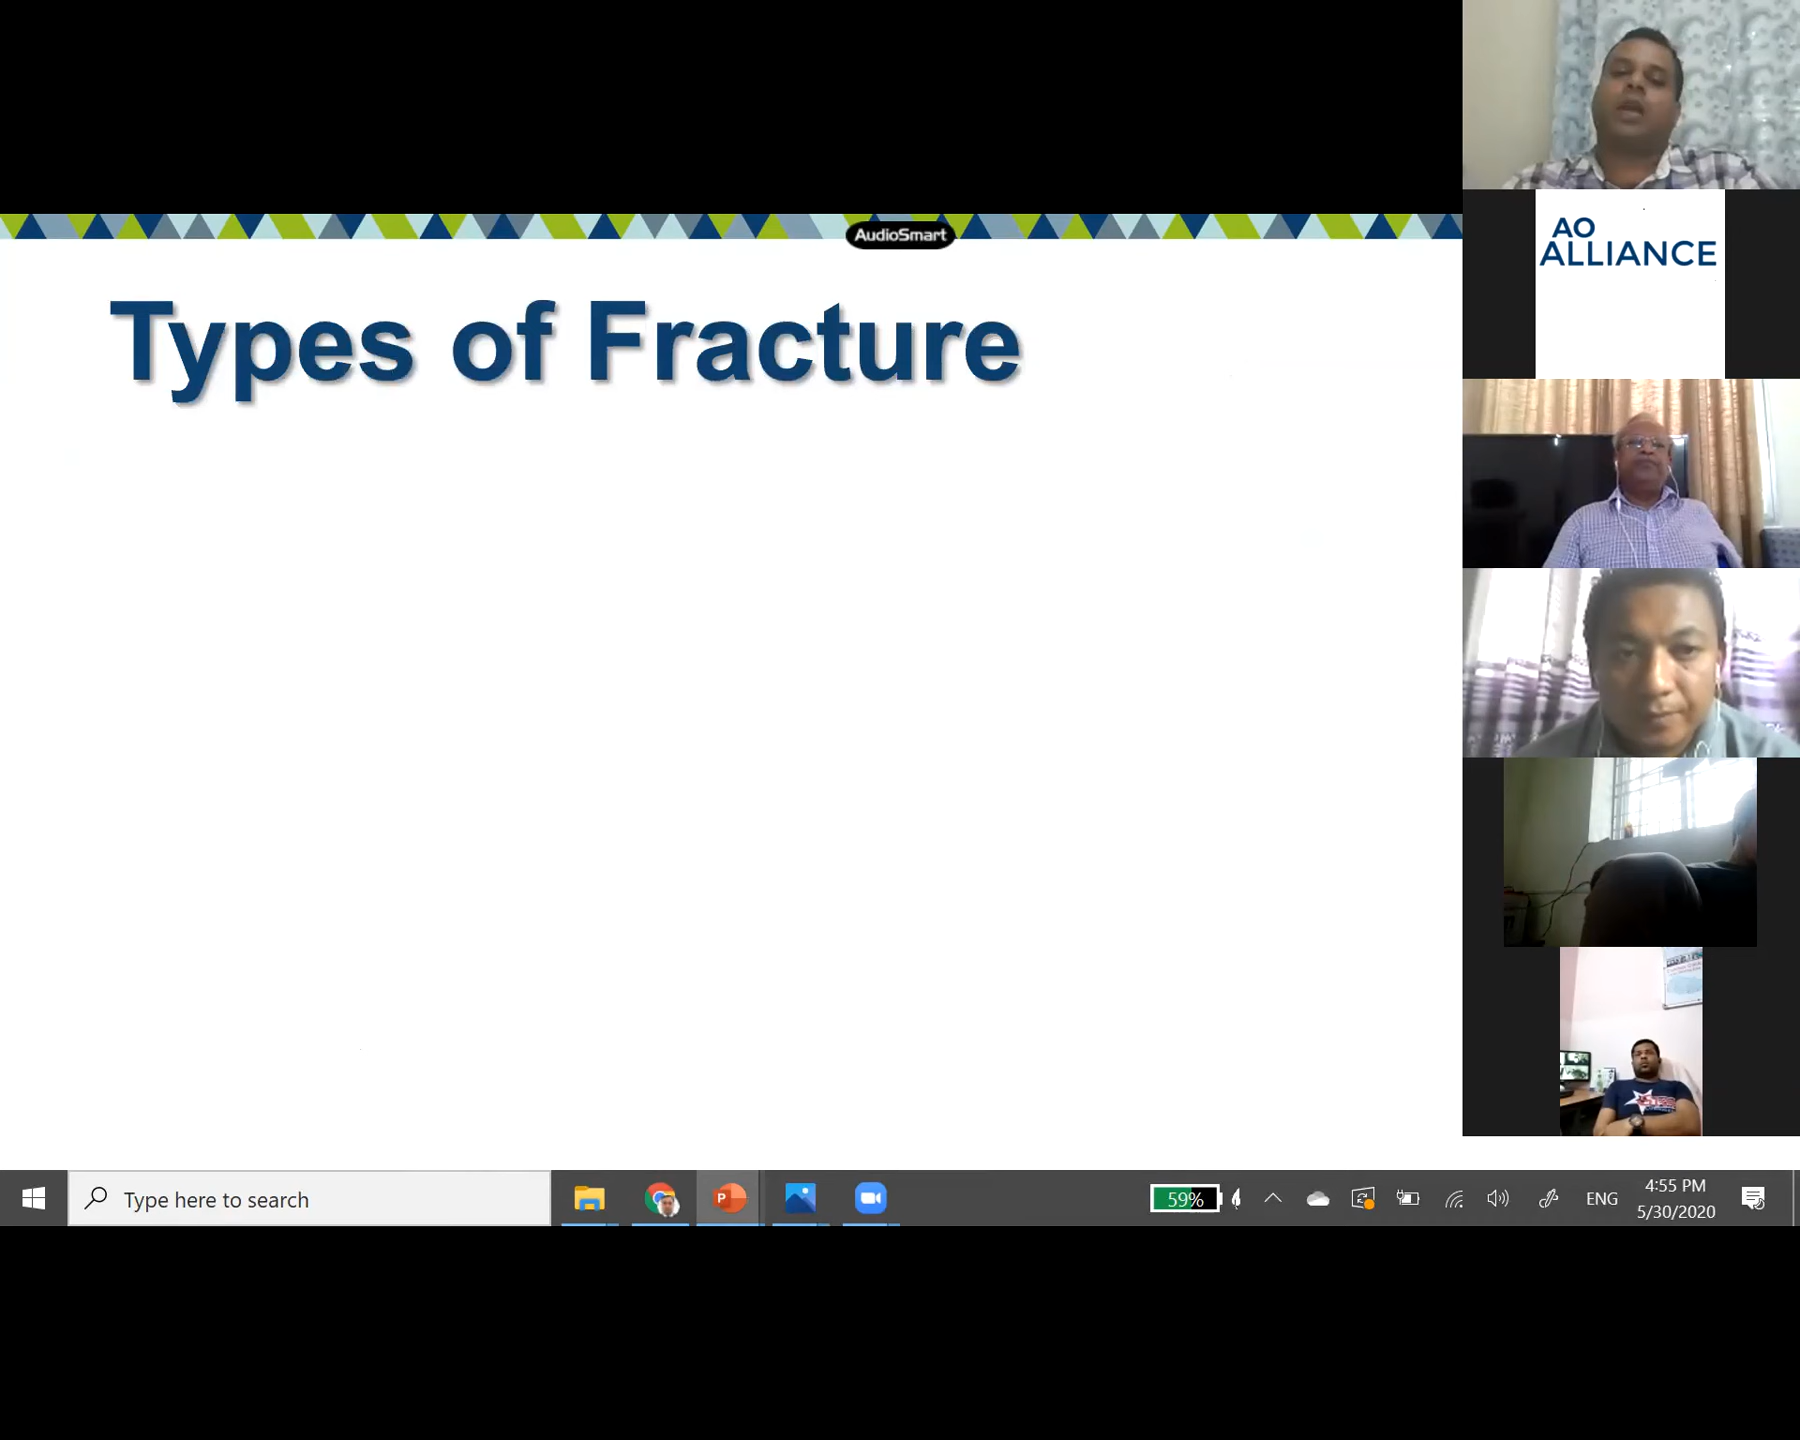 AudioSmart
Types of Fracture
AO
ALLIANCE
Type here to search
59%
ENG
4:55 PM
5/30/2020